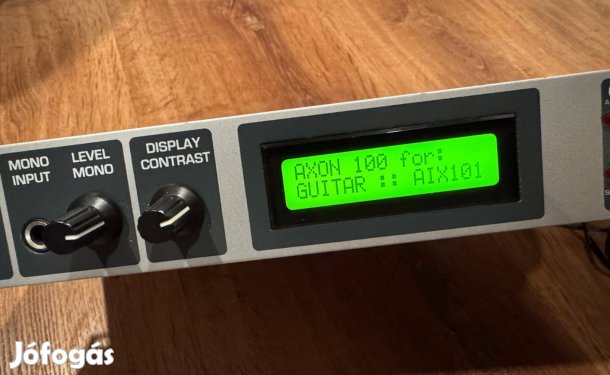 MONO
INPUT
LEVEL
MONO
DISPLAY
CONTRAST
AXON 100 for:
GUITAR :: AIX101
Jófogás